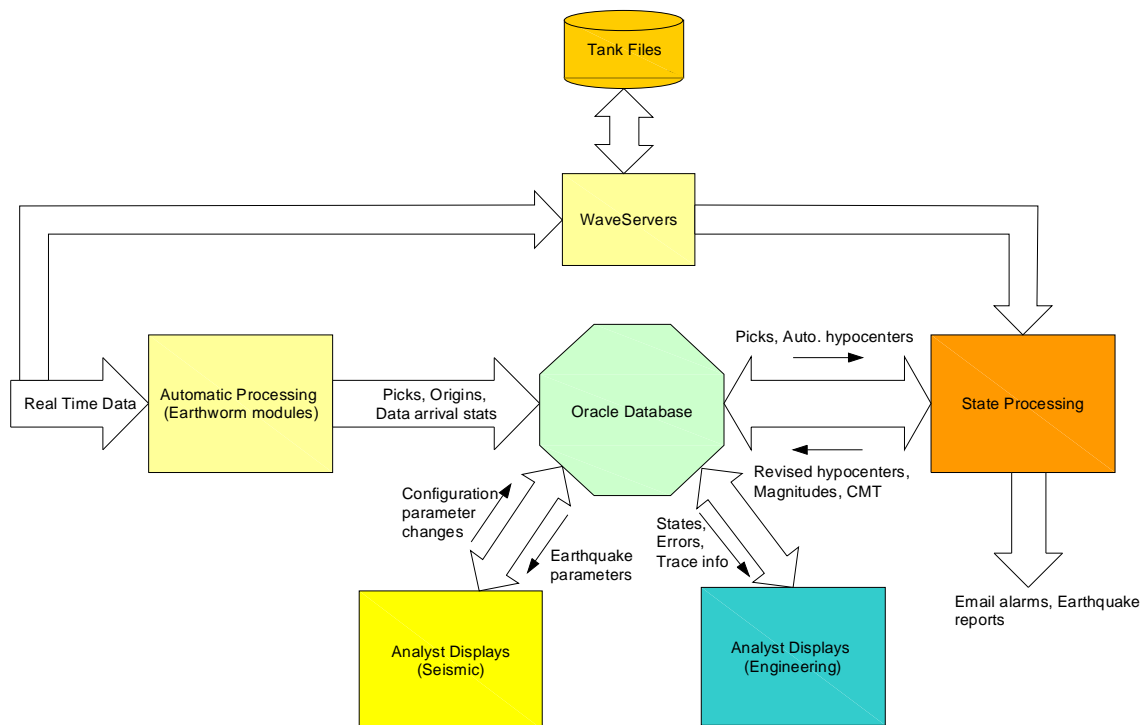 Tank Files
WaveServers
Picks, Auto. hypocenters
Real Time Data
Automatic Processing
(Earthworm modules)
Picks, Origins,
Data arrival stats
Oracle Database
State Processing
Revised hypocenters,
Magnitudes, CMT
Configuration
parameter
changes
Earthquake
parameters
States,
Errors,
Trace info
Email alarms, Earthquake
reports
Analyst Displays
(Seismic)
Analyst Displays
(Engineering)